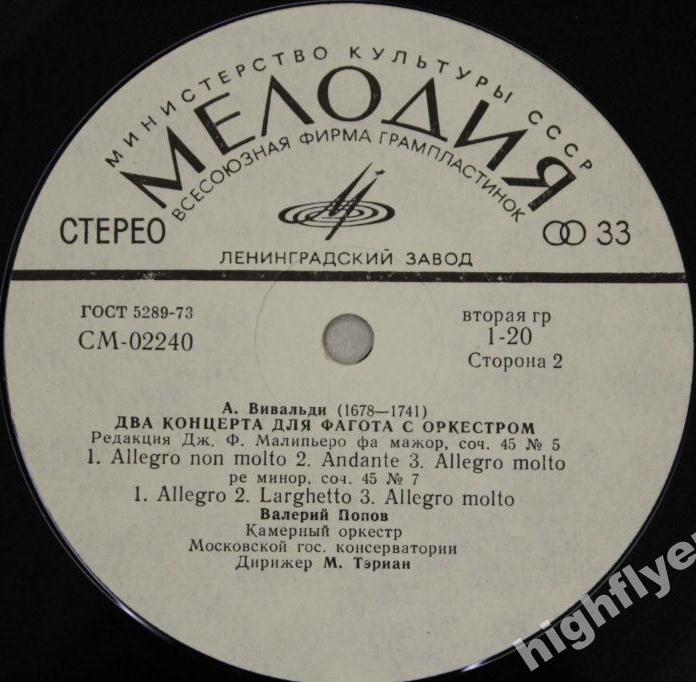 МИНИСТЕРСТВО КУЛЬТУРЫ СССР
МЕЛОДИЯ
ВСЕСОЮЗНАЯ ФИРМА ГРАМПЛАСТИНОК
СТЕРЕО
33
ЛЕНИНГРАДСКИЙ ЗАВОД
ГОСТ 5289-73
СМ-02240
вторая гр
1-20
Сторона 2
А. Вивальди (1678—1741)
ДВА КОНЦЕРТА ДЛЯ ФАГОТА С ОРКЕСТРОМ
Редакция Дж. Ф. Малипьеро фа мажор, соч. 45 № 5
1. Allegro non molto 2. Andante 3. Allegro molto
ре минор, соч. 45 № 7
1. Allegro 2. Larghetto 3. Allegro molto
Валерий Попов
Камерный оркестр
Московской гос. консерватории
Дирижер М. Тэриан
highflyer